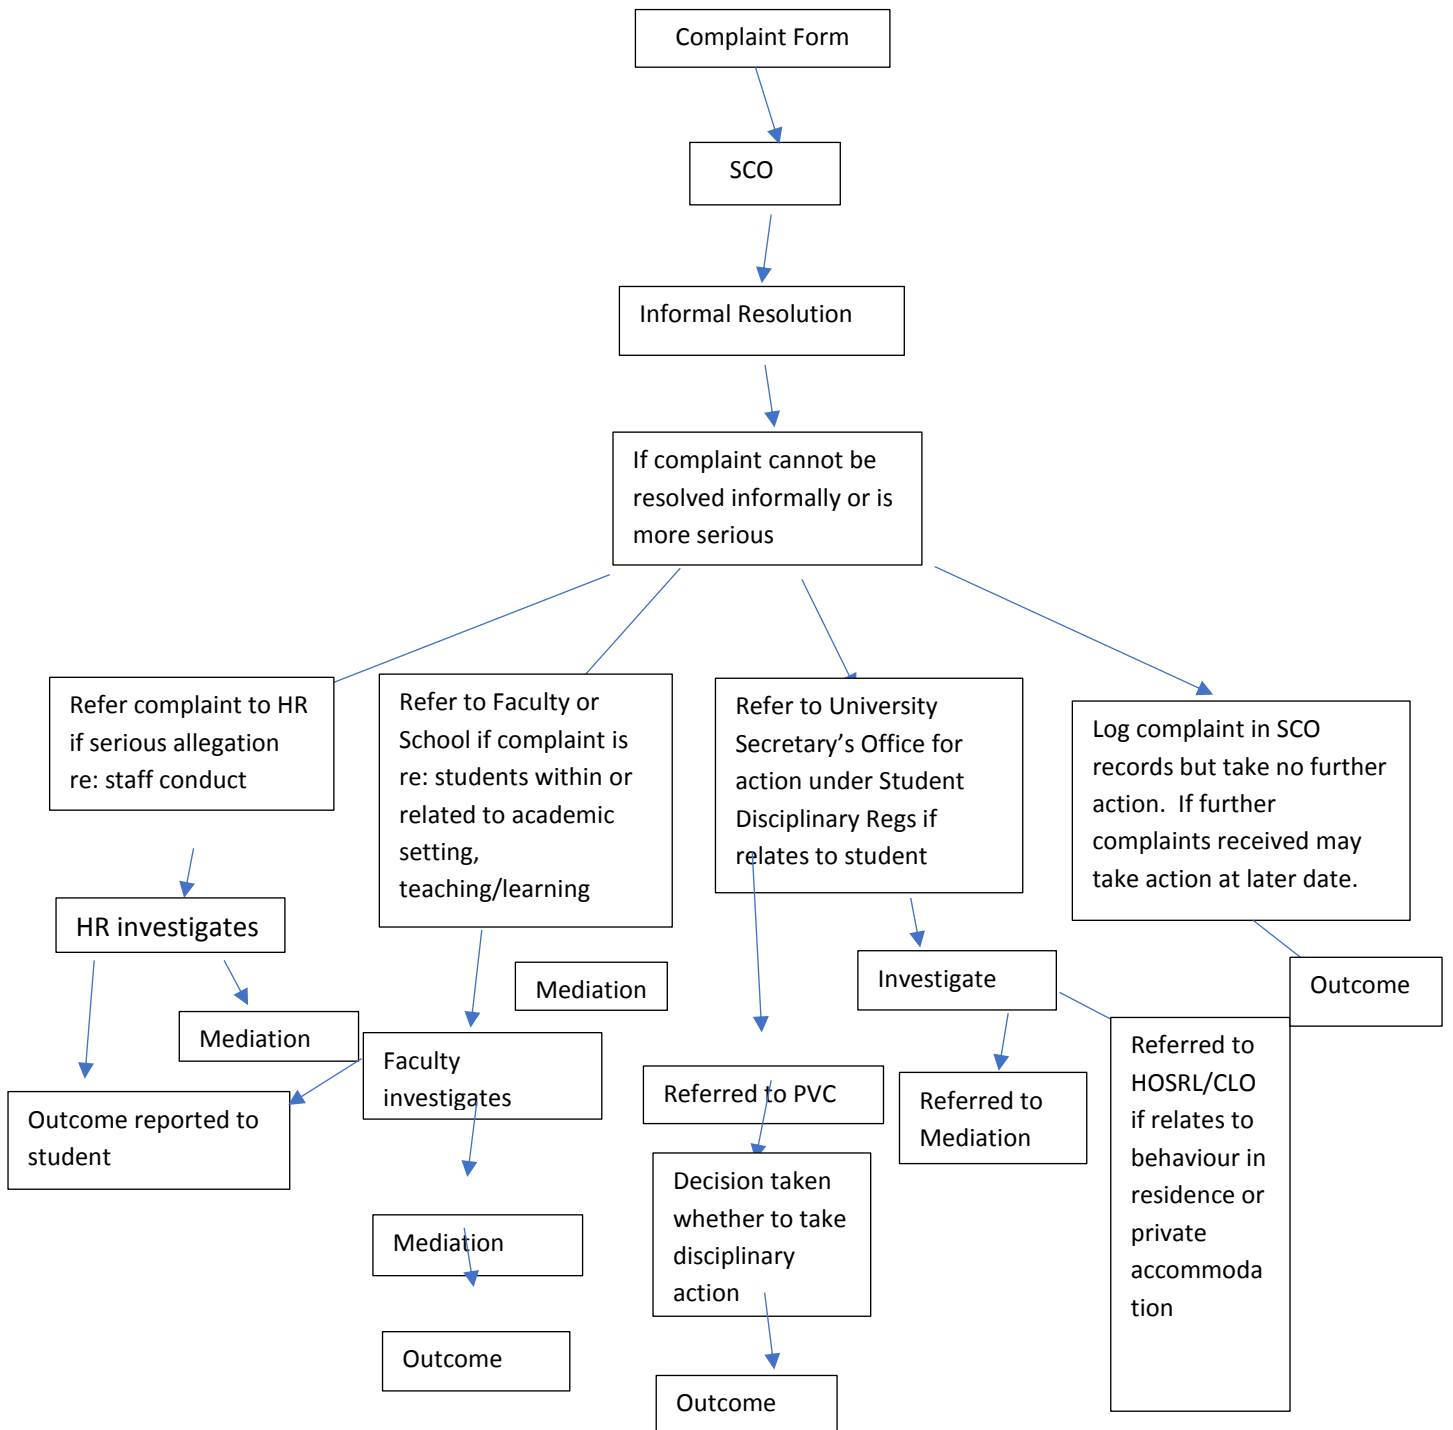 Complaint Form
SCO
Informal Resolution
If complaint cannot be
resolved informally or is
more serious
Refer complaint to HR
if serious allegation
re: staff conduct
Refer to Faculty or
School if complaint is
re: students within or
related to academic
setting,
teaching/learning
Refer to University
Secretary’s Office for
action under Student
Disciplinary Regs if
relates to student
Log complaint in SCO
records but take no further
action.  If further
complaints received may
take action at later date.
HR investigates
Mediation
Investigate
Outcome
Mediation
Faculty
investigates
Outcome reported to
student
Referred to PVC
Referred to
Mediation
Referred to
HOSRL/CLO
if relates to
behaviour in
residence or
private
accommoda
tion
Mediation
Decision taken
whether to take
disciplinary
action
Outcome
Outcome